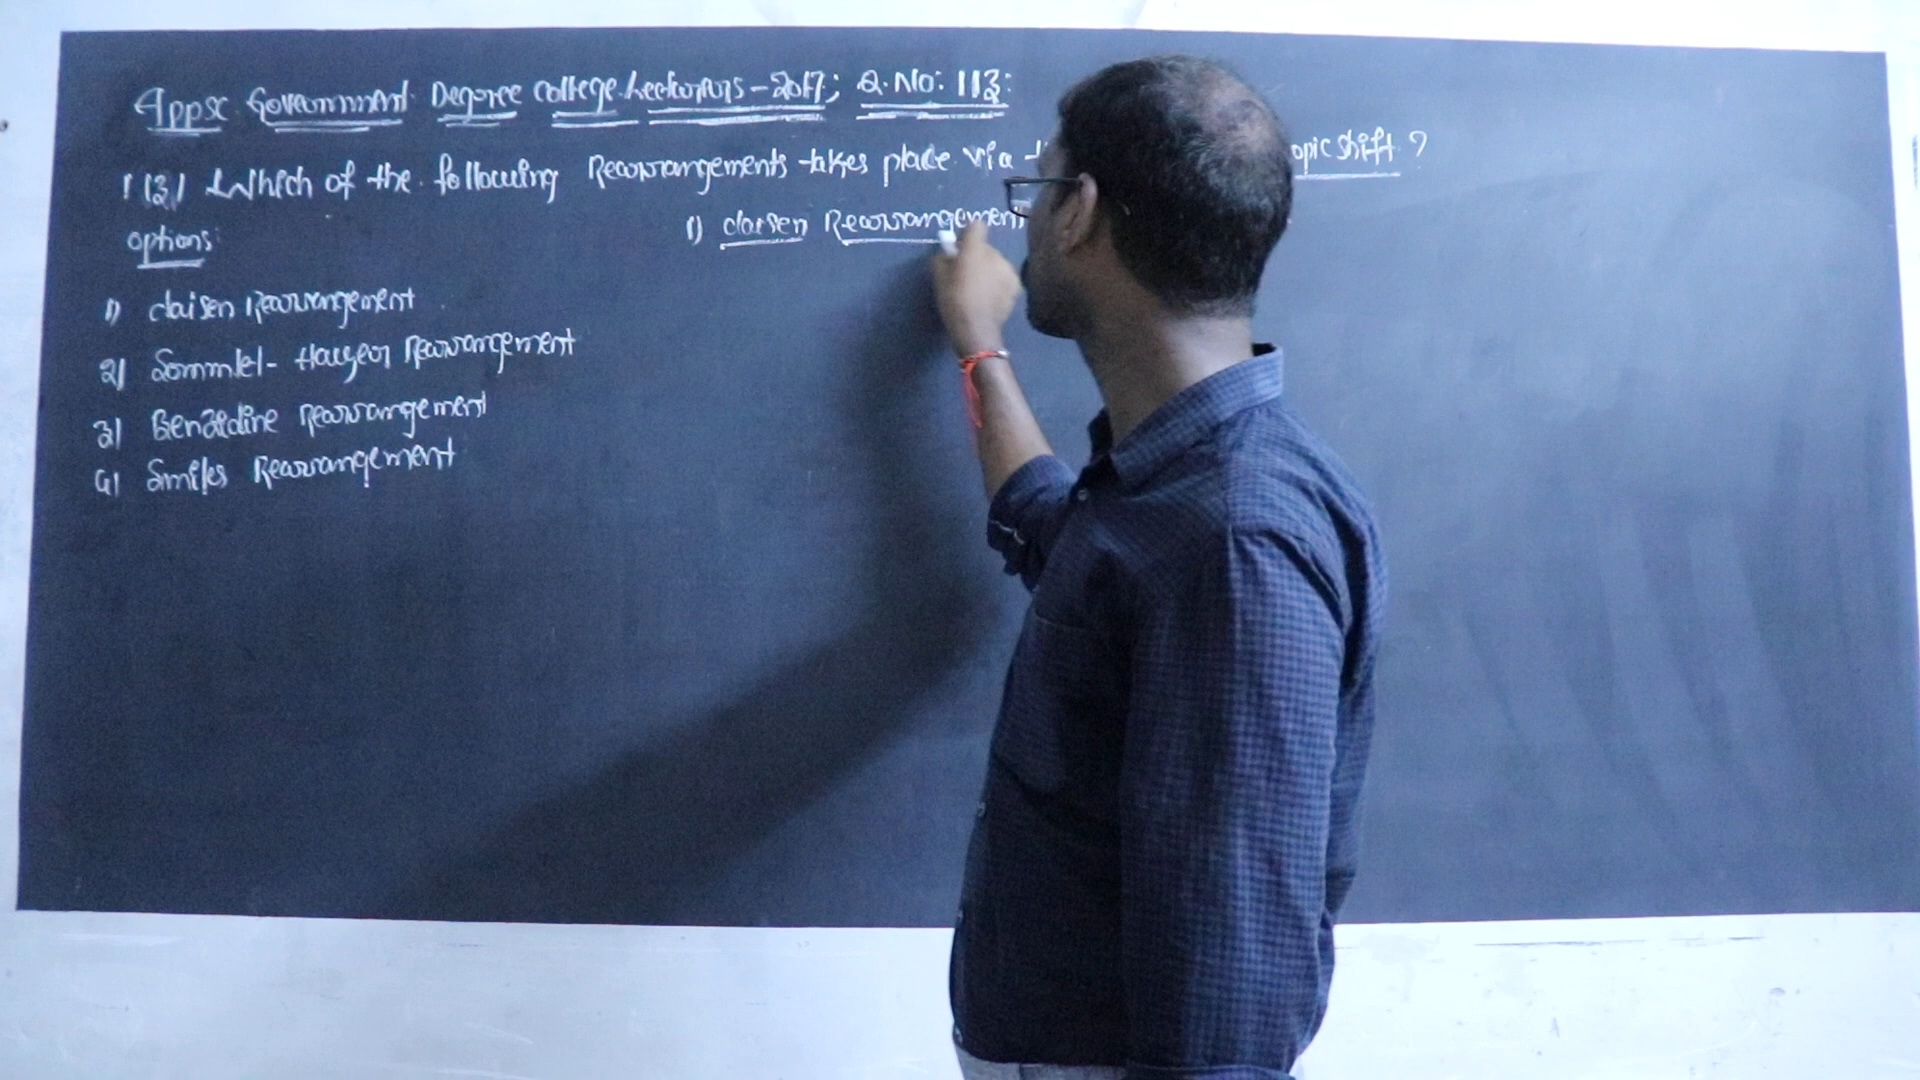 Appsc Government Degree College Lecturers - 2017; Q. No: 113:
113) Which of the following Rearrangements takes place via opic shift ?
options:
1) claisen Rearrangement
1) claisen Rearrangement
2) Sommlel- Hauser Rearrangement
3) Benzidine Rearrangement
4) Smiles Rearrangement